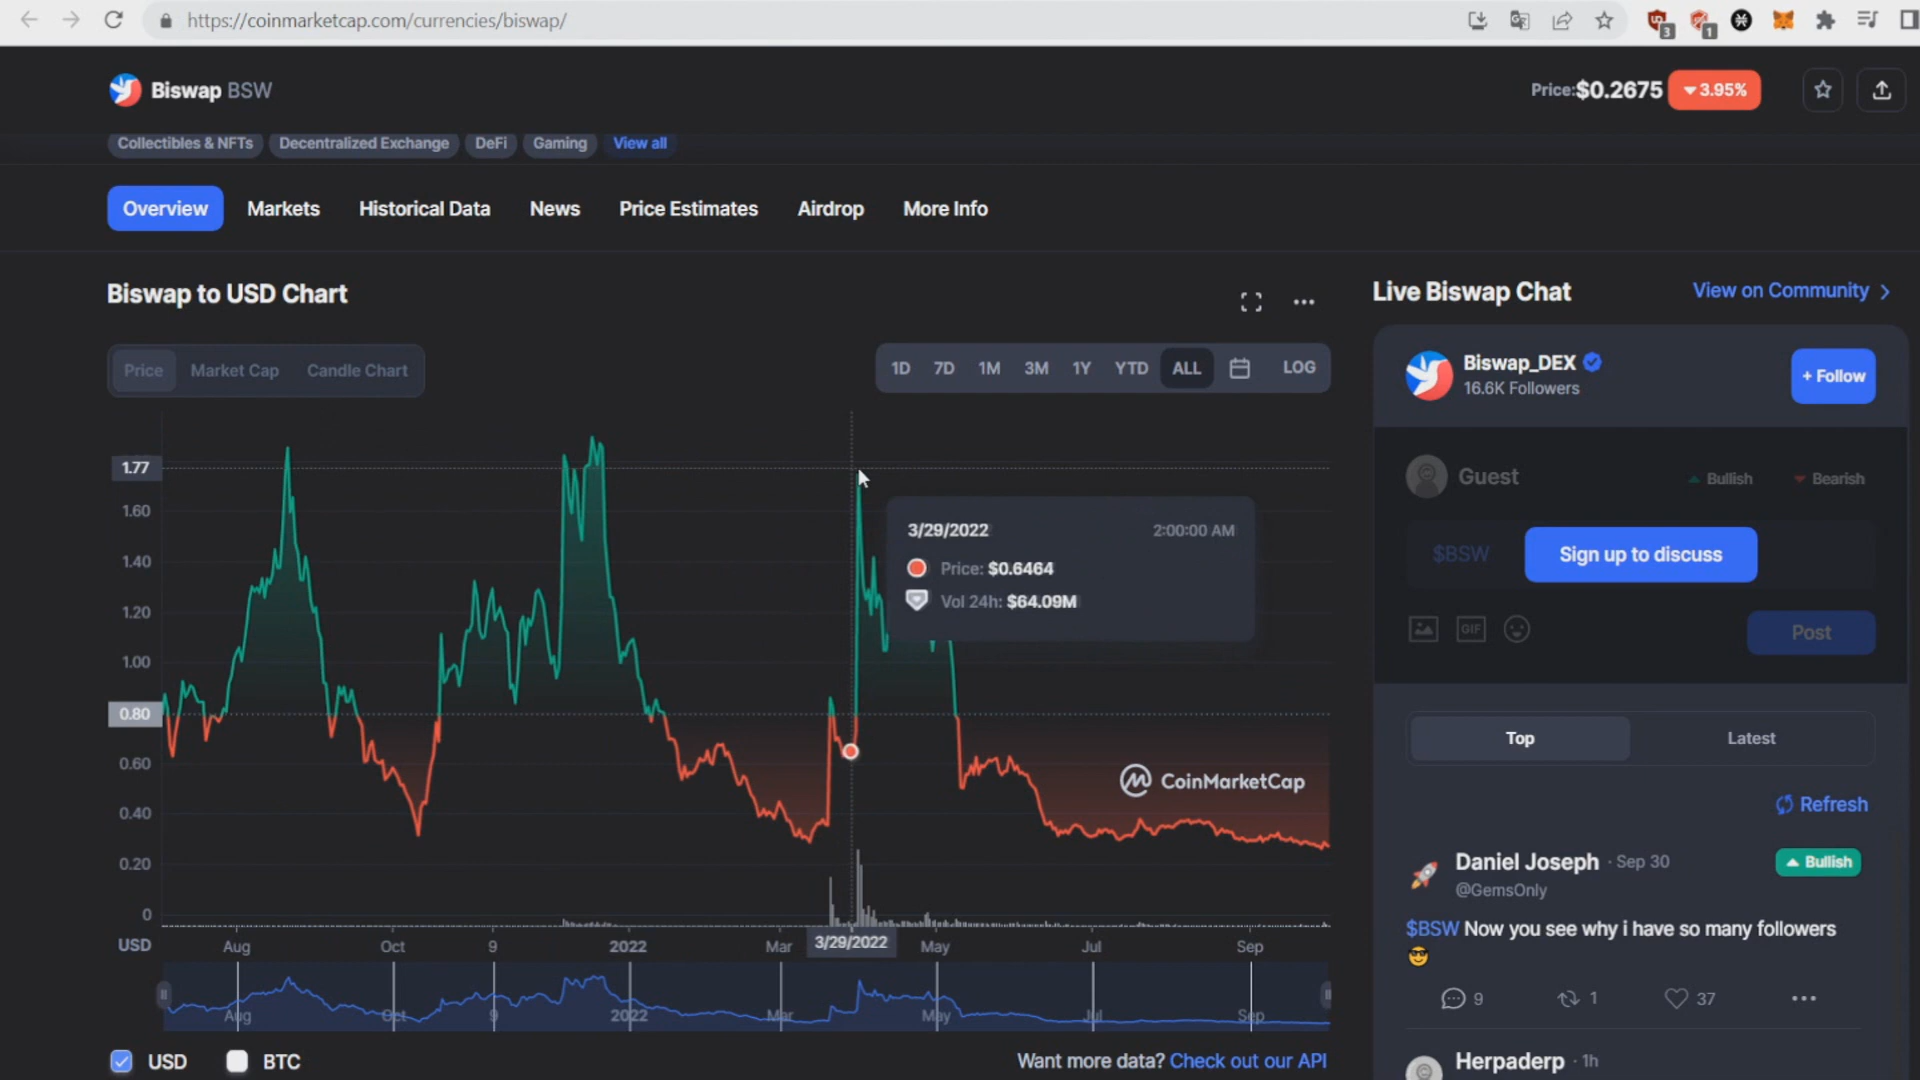 https://coinmarketcap.com/currencies/biswap/
3
1
Biswap BSW
Price:$0.2675
3.95%
Collectibles & NFTs
Decentralized Exchange
DeFi
Gaming
View all
Overview
Markets
Historical Data
News
Price Estimates
Airdrop
More Info
Biswap to USD Chart
Price
Market Cap
Candle Chart
1D
7D
1M
3M
1Y
YTD
ALL
LOG
1.77
1.60
1.40
1.20
1.00
0.80
0.60
0.40
0.20
0
USD
3/29/2022
2:00:00 AM
Price: $0.6464
Vol 24h: $64.09M
CoinMarketCap
Aug
Oct
9
2022
Mar
3/29/2022
May
Jul
Sep
Aug
Oct
9
2022
Mar
May
Jul
Sep
USD
BTC
Want more data? Check out our API
Live Biswap Chat
View on Community
Biswap_DEX
16.6K Followers
+ Follow
Guest
Bullish
Bearish
$BSW
Sign up to discuss
GIF
Post
Top
Latest
Refresh
Daniel Joseph · Sep 30
Bullish
@GemsOnly
$BSW Now you see why i have so many followers
😎
9
1
37
Herpaderp · 1h